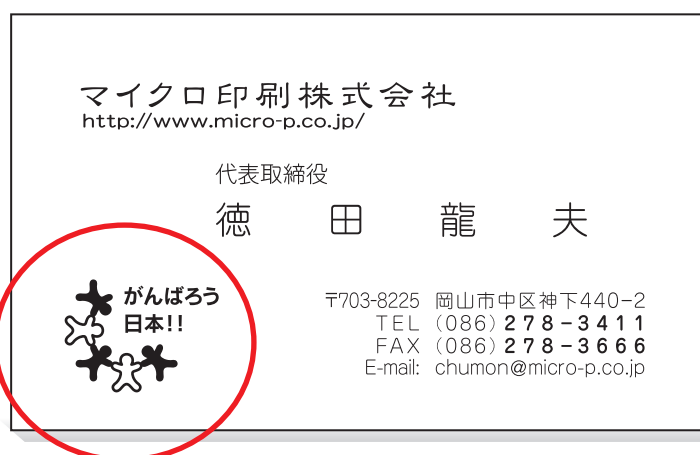 マイクロ印刷株式会社
http://www.micro-p.co.jp/
代表取締役
徳田龍夫
がんばろう
日本!!
〒703-8225 岡山市中区神下440-2
TEL (086) 278-3411
FAX (086) 278-3666
E-mail: chumon@micro-p.co.jp